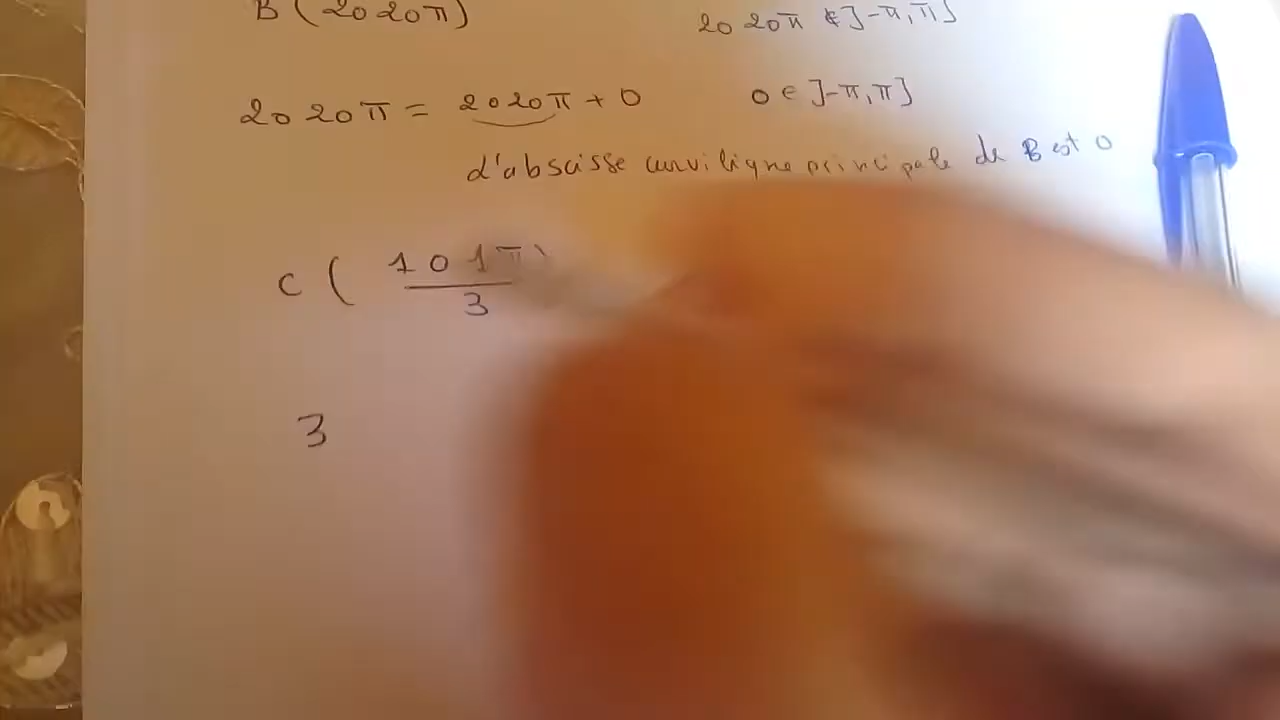 B ( 2020π )
2020π ∉ ]-π, π]
2020π = 2020π + 0
0 ∈ ]-π, π]
d'abscisse curviligne principale de B est 0
C ( 101π/3 )
3